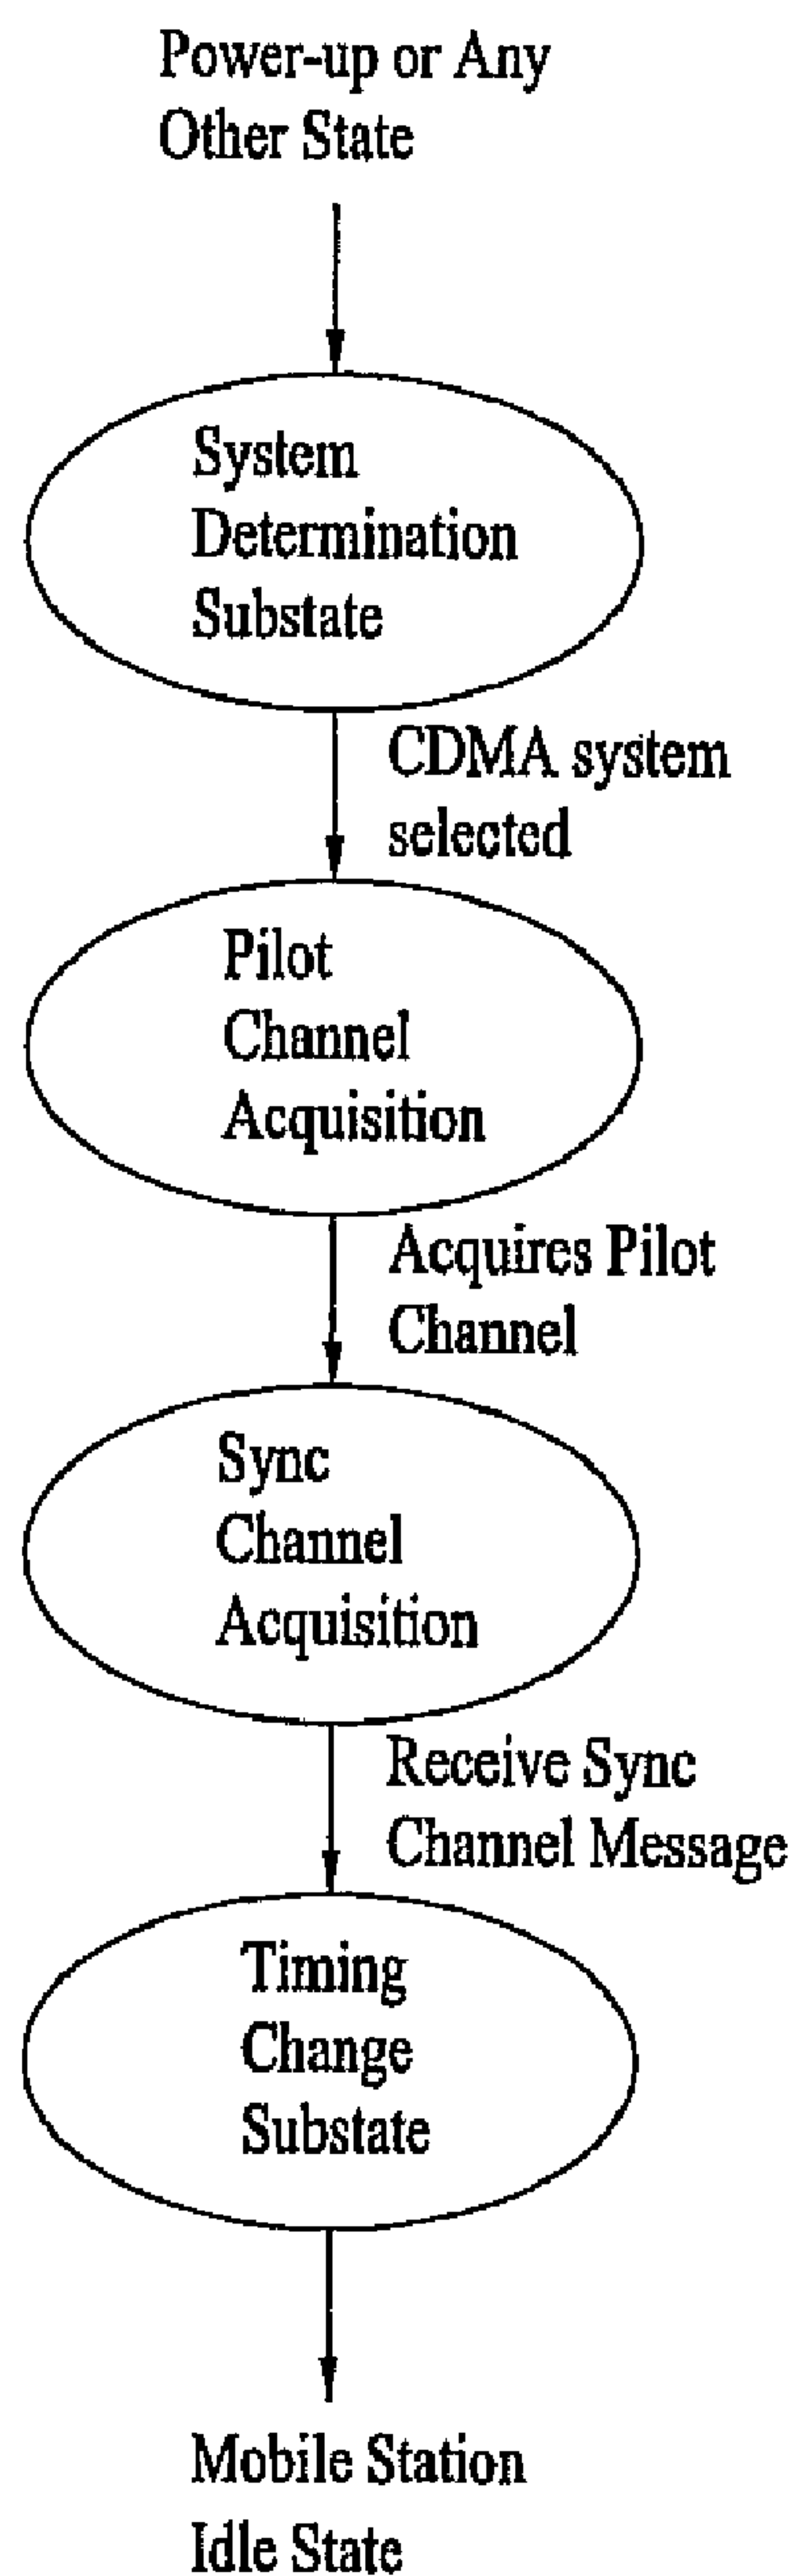 Power-up or Any
Other State
System
Determination
Substate
CDMA system
selected
Pilot
Channel
Acquisition
Acquires Pilot
Channel
Sync
Channel
Acquisition
Receive Sync
Channel Message
Timing
Change
Substate
Mobile Station
Idle State